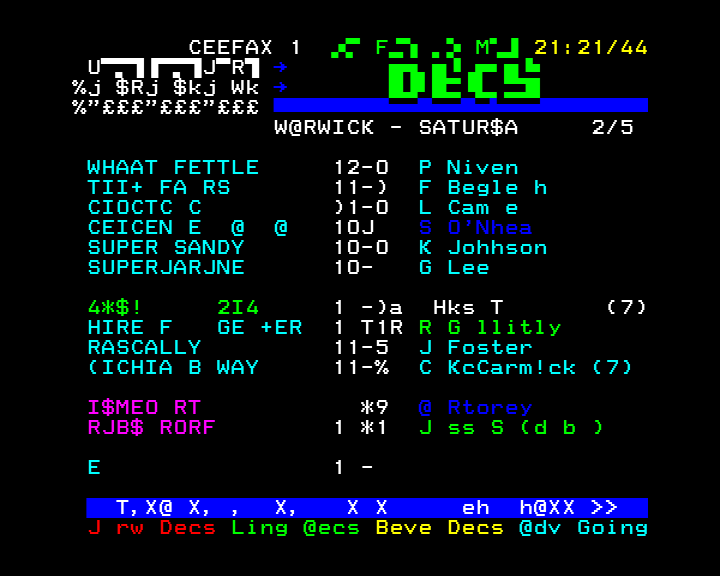 CEEFAX 1 F M 21:21/44
U J R →
%j $Rj $kj Wk → DECS
%"£££"£££"£££
W@RWICK - SATUR$A 2/5
WHAAT FETTLE 12-0 P Niven
TII+ FA RS 11-) F Begle h
CIOCTC C )1-0 L Cam e
CEICEN E @ @ 10J S O'Nhea
SUPER SANDY 10-0 K Johhson
SUPERJARJNE 10- G Lee
4*$! 2I4 1 -)a Hks T (7)
HIRE F GE +ER 1 T1R R G llitly
RASCALLY 11-5 J Foster
(ICHIA B WAY 11-% C KcCarm!ck (7)
I$MEO RT *9 @ Rtorey
RJB$ RORF 1 *1 J ss S (d b )
E 1 -
T,X@ X, , X, X X eh h@XX >>
J rw Decs Ling @ecs Beve Decs @dv Going